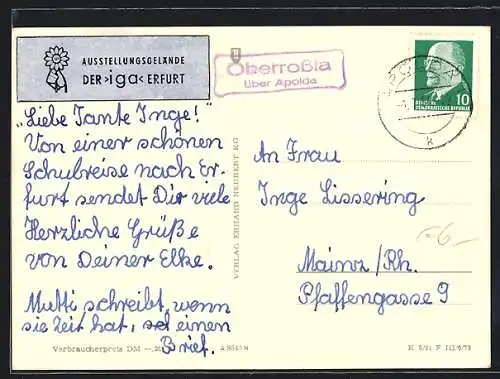 AUSSTELLUNGSGELÄNDE
DER ›iga‹ ERFURT
Oberroßla
über Apolda
DEUTSCHE
DEMOKRATISCHE REPUBLIK
10
k
„Liebe Tante Inge!"
Von einer schönen
Schulreise nach Er-
furt sendet Dir viele
Herzliche Grüße
von Deiner Elke.
Mutti schreibt, wenn
sie Zeit hat, einen
Brief.
VERLAG ERHARD NEUBERT KG
An Frau
Inge Lissering
Mainz/Rh.
Pfaffengasse 9
-6-
Verbraucherpreis DM